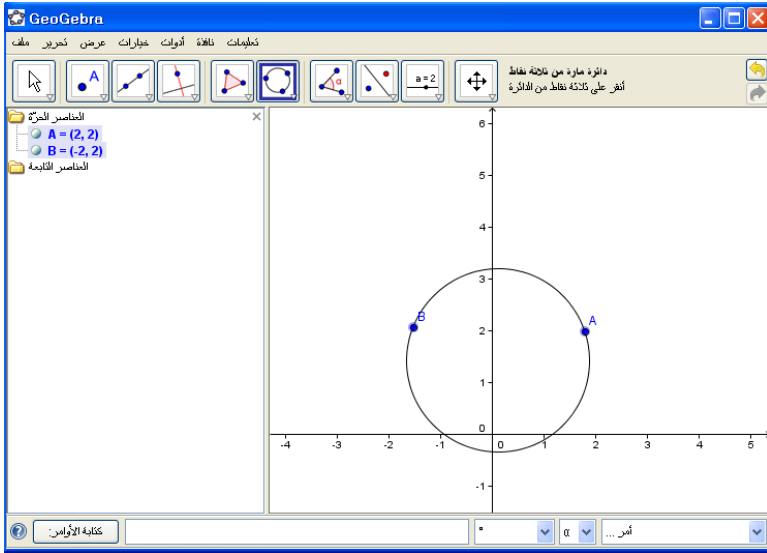 GeoGebra
ملف تحرير عرض خيارات أدوات نافذة تعليمات
A
α
a = 2
دائرة مارة من ثلاثة نقاط
أنقر على ثلاثة نقاط من الدائرة
العناصر الحرّة
A = (2, 2)
B = (-2, 2)
العناصر التابعة
6
5
4
3
B
A
2
1
0
-4 -3 -2 -1 0 1 2 3 4 5
-1
كتابة الأوامر:
°
α
أمر ...